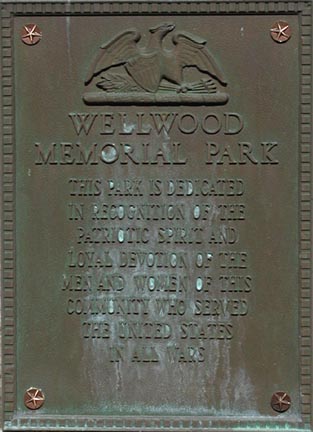 WELLWOOD
MEMORIAL PARK
THIS PARK IS DEDICATED
IN RECOGNITION OF THE
PATRIOTIC SPIRIT AND
LOYAL DEVOTION OF THE
MEN AND WOMEN OF THIS
COMMUNITY WHO SERVED
THE UNITED STATES
IN ALL WARS